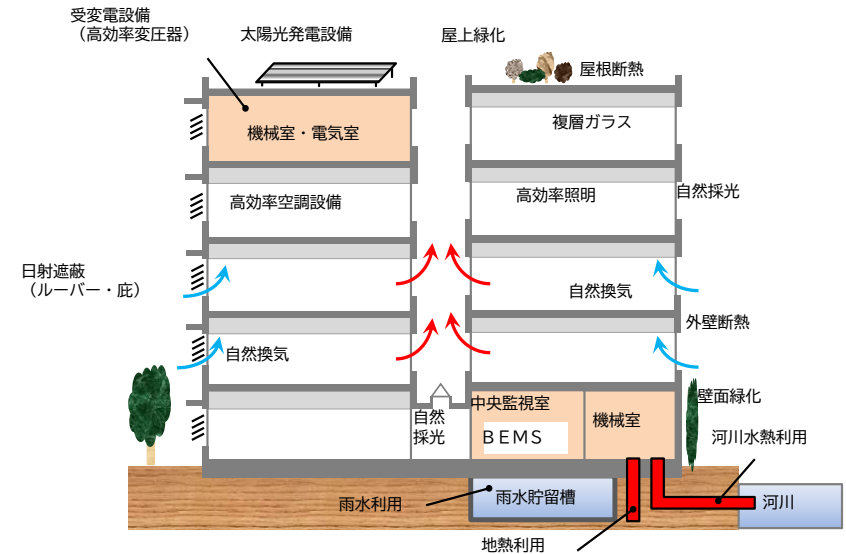 受変電設備
（高効率変圧器）
太陽光発電設備
屋上緑化
屋根断熱
機械室・電気室
複層ガラス
高効率空調設備
高効率照明
自然採光
日射遮蔽
（ルーバー・庇）
自然換気
外壁断熱
自然換気
中央監視室
ＢＥＭＳ
機械室
壁面緑化
自然
採光
河川水熱利用
雨水利用
雨水貯留槽
河川
地熱利用